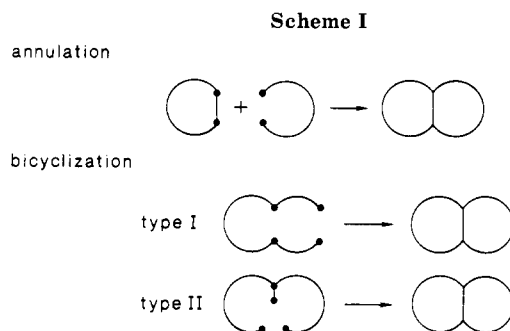 Scheme I
annulation
+
bicyclization
type I
type II